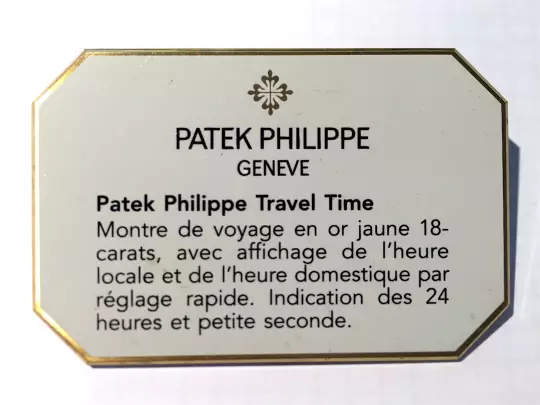 PATEK PHILIPPE
GENEVE
Patek Philippe Travel Time
Montre de voyage en or jaune 18-
carats, avec affichage de l'heure
locale et de l'heure domestique par
réglage rapide. Indication des 24
heures et petite seconde.